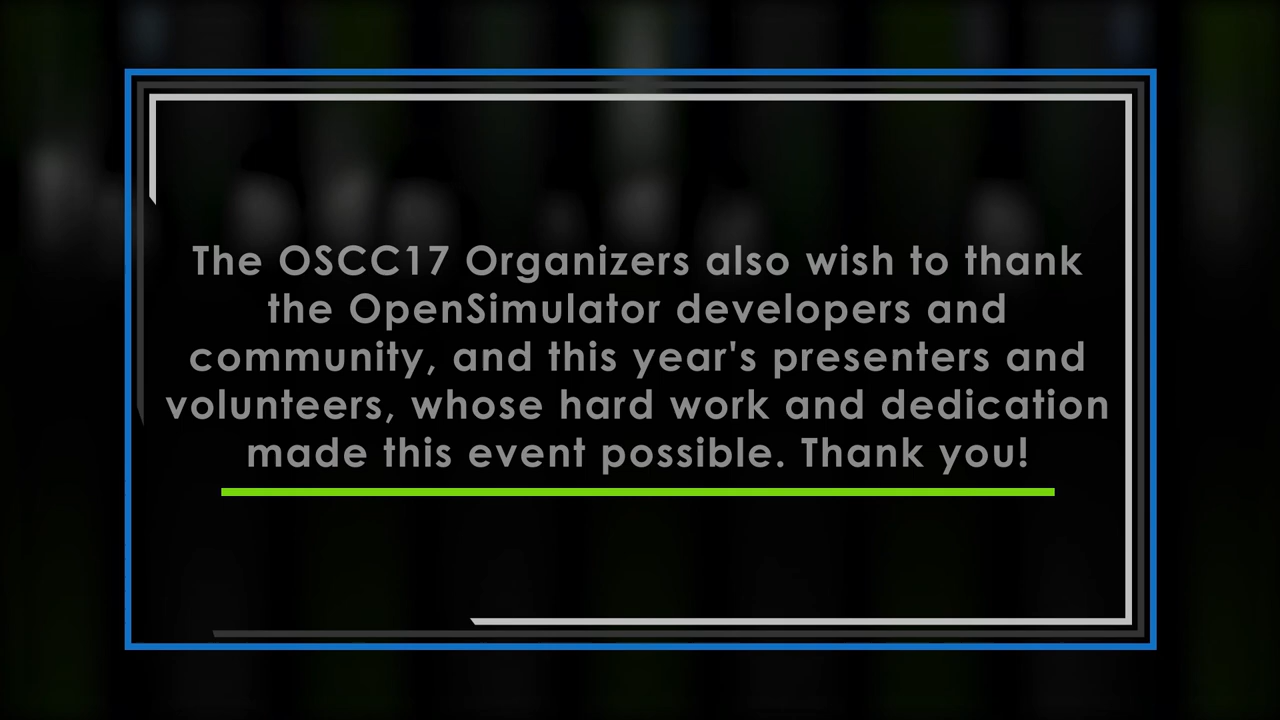 The OSCC17 Organizers also wish to thank
the OpenSimulator developers and
community, and this year's presenters and
volunteers, whose hard work and dedication
made this event possible. Thank you!